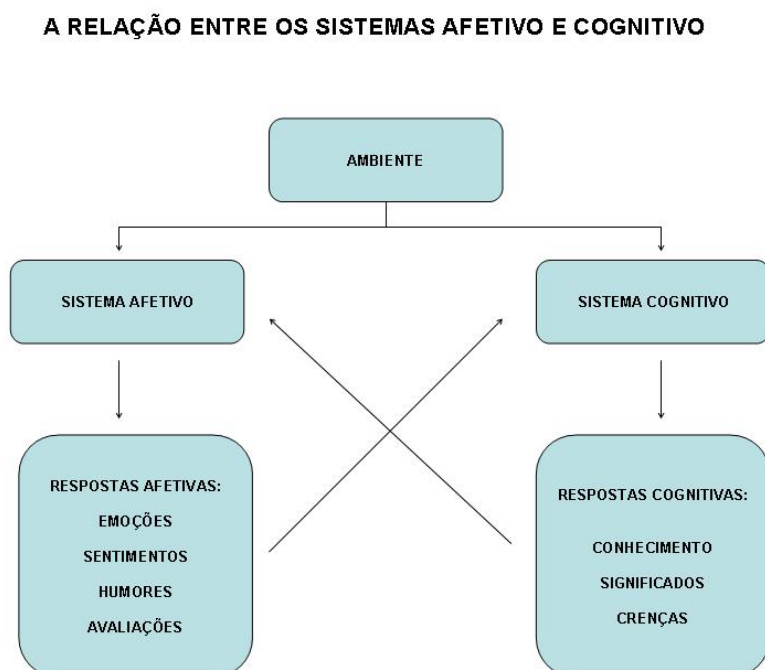 A RELAÇÃO ENTRE OS SISTEMAS AFETIVO E COGNITIVO
AMBIENTE
SISTEMA AFETIVO
SISTEMA COGNITIVO
RESPOSTAS AFETIVAS:
EMOÇÕES
SENTIMENTOS
HUMORES
AVALIAÇÕES
RESPOSTAS COGNITIVAS:
CONHECIMENTO
SIGNIFICADOS
CRENÇAS